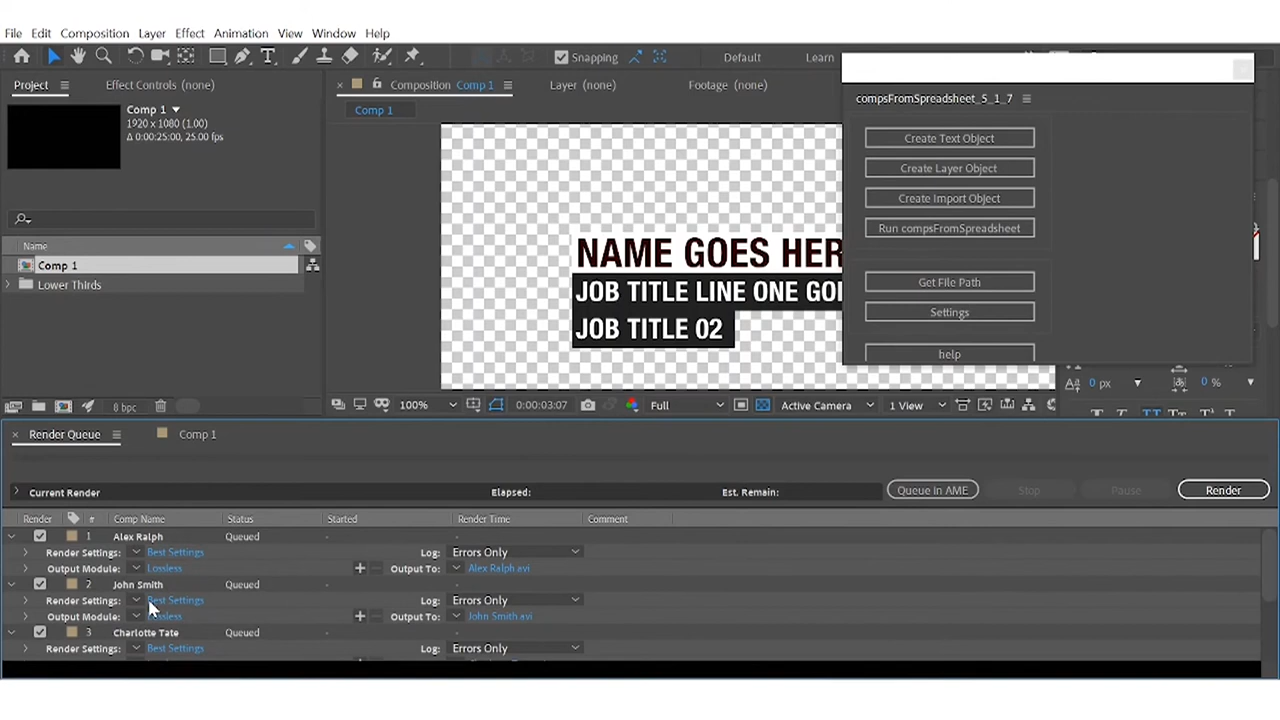 File Edit Composition Layer Effect Animation View Window Help
Snapping Default Learn
Project Effect Controls (none) Composition Comp 1 Layer (none) Footage (none)
compsFromSpreadsheet_5_1_7
Comp 1
1920 x 1080 (1.00)
Δ 0:00:25:00, 25.00 fps
Comp 1
Create Text Object
Create Layer Object
Create Import Object
Run compsFromSpreadsheet
Get File Path
Settings
help
Name
Comp 1
Lower Thirds
NAME GOES HER
JOB TITLE LINE ONE GO
JOB TITLE 02
8 bpc 100% 0:00:03:07 Full Active Camera 1 View
0 px 0 %
Render Queue Comp 1
Current Render Elapsed: Est. Remain: Queue in AME Stop Pause Render
Render # Comp Name Status Started Render Time Comment
1 Alex Ralph Queued - -
Render Settings: Best Settings Log: Errors Only
Output Module: Lossless Output To: Alex Ralph.avi
2 John Smith Queued - -
Render Settings: Best Settings Log: Errors Only
Output Module: Lossless Output To: John Smith.avi
3 Charlotte Tate Queued - -
Render Settings: Best Settings Log: Errors Only